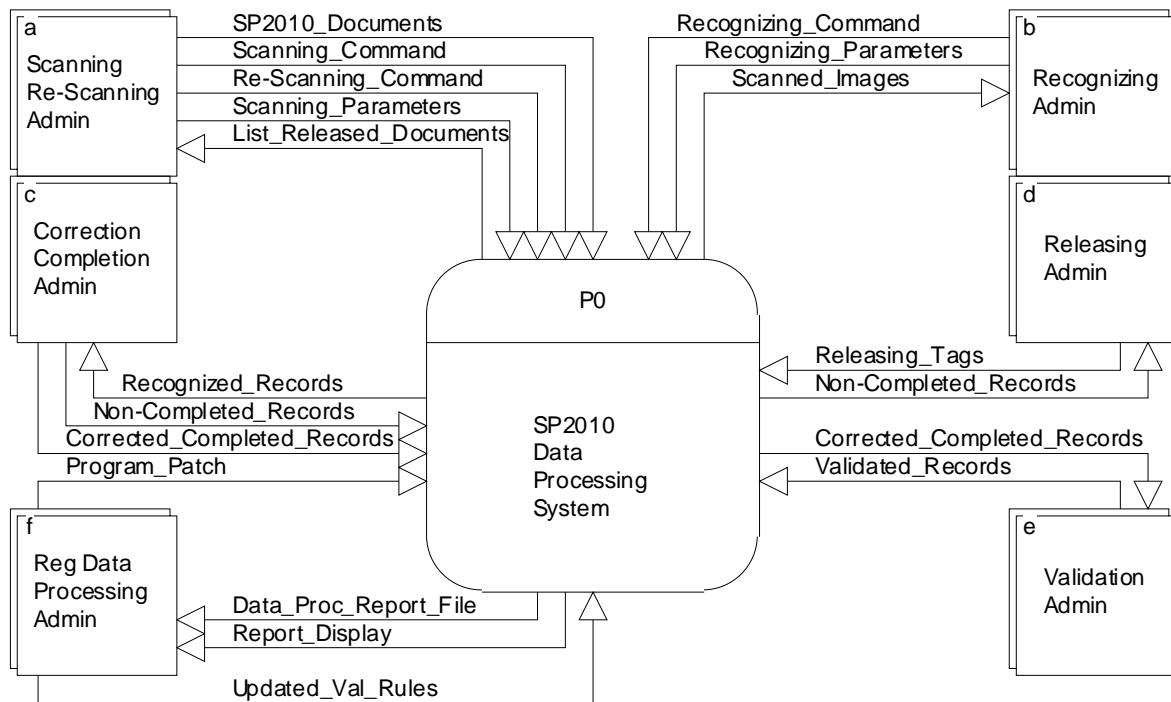 a
Scanning
Re-Scanning
Admin
SP2010_Documents
Scanning_Command
Re-Scanning_Command
Scanning_Parameters
List_Released_Documents
Recognizing_Command
Recognizing_Parameters
Scanned_Images
b
Recognizing
Admin
c
Correction
Completion
Admin
d
Releasing
Admin
P0
SP2010
Data
Processing
System
Recognized_Records
Non-Completed_Records
Corrected_Completed_Records
Program_Patch
Releasing_Tags
Non-Completed_Records
Corrected_Completed_Records
Validated_Records
f
Reg Data
Processing
Admin
e
Validation
Admin
Data_Proc_Report_File
Report_Display
Updated_Val_Rules